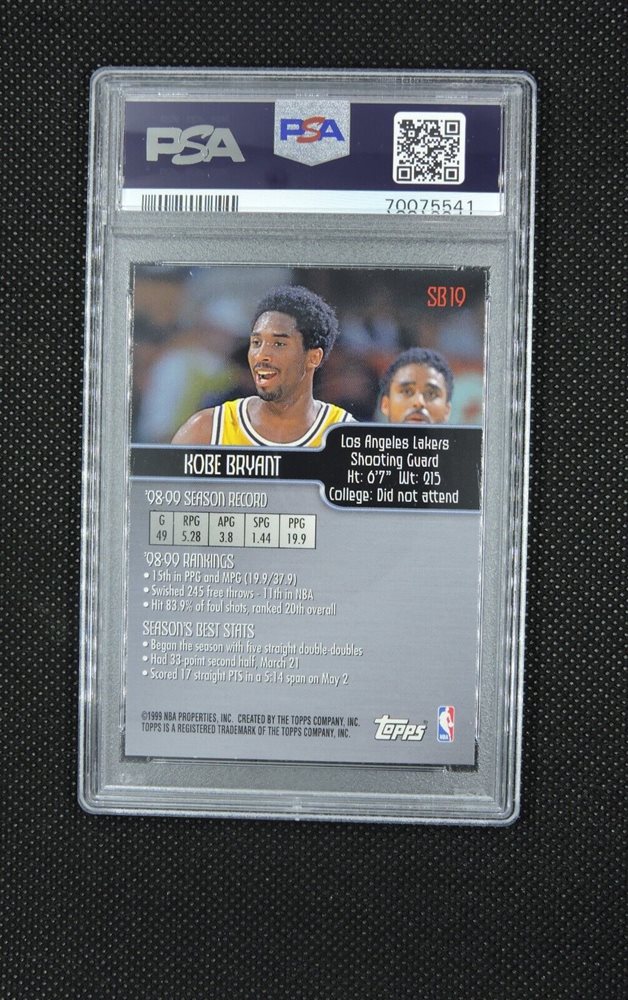 PSA
PSA
70075541
SB19
KOBE BRYANT
Los Angeles Lakers
Shooting Guard
Ht: 6'7" Wt: 215
College: Did not attend
'98-99 SEASON RECORD
G RPG APG SPG PPG
49 5.28 3.8 1.44 19.9
'98-99 RANKINGS
• 15th in PPG and MPG (19.9/37.9)
• Swished 245 free throws - 11th in NBA
• Hit 83.9% of foul shots, ranked 20th overall
SEASON'S BEST STATS
• Began the season with five straight double-doubles
• Had 33-point second half, March 21
• Scored 17 straight PTS in a 5:14 span on May 2
©1999 NBA PROPERTIES, INC. CREATED BY THE TOPPS COMPANY, INC.
TOPPS IS A REGISTERED TRADEMARK OF THE TOPPS COMPANY, INC.
topps®
NBA